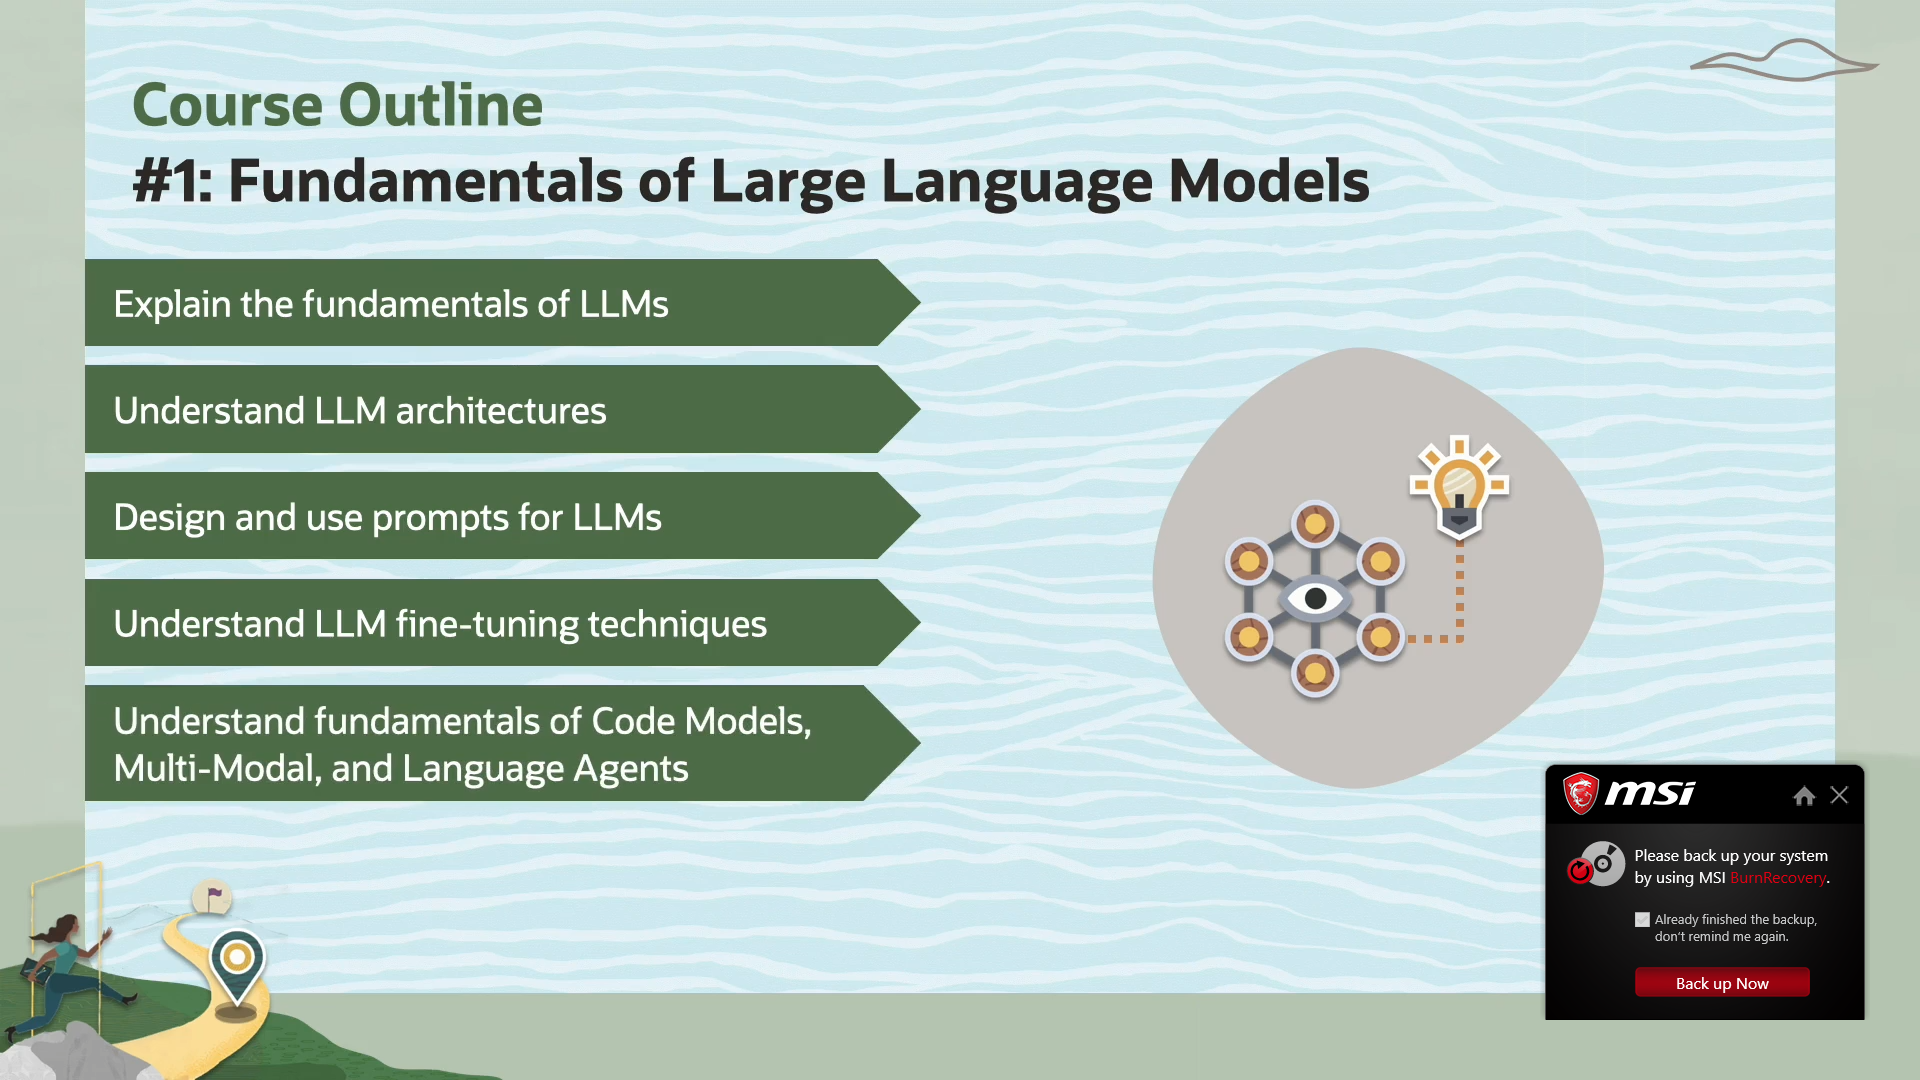 Course Outline
#1: Fundamentals of Large Language Models
Explain the fundamentals of LLMs
Understand LLM architectures
Design and use prompts for LLMs
Understand LLM fine-tuning techniques
Understand fundamentals of Code Models,
Multi-Modal, and Language Agents
msi
Please back up your system
by using MSI BurnRecovery.
Already finished the backup,
don't remind me again.
Back up Now